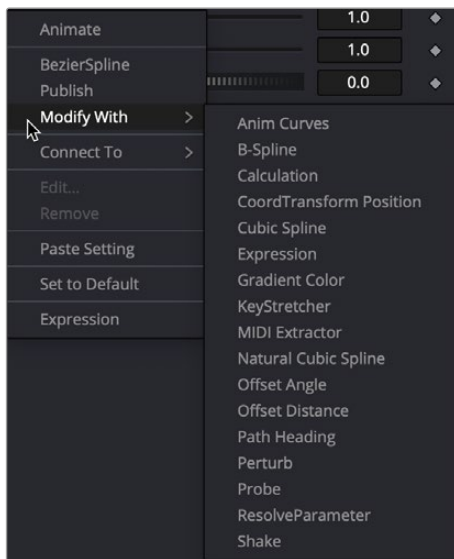 1.0
1.0
0.0
Animate
BezierSpline
Publish
Modify With
Connect To
Edit...
Remove
Paste Setting
Set to Default
Expression
Anim Curves
B-Spline
Calculation
CoordTransform Position
Cubic Spline
Expression
Gradient Color
KeyStretcher
MIDI Extractor
Natural Cubic Spline
Offset Angle
Offset Distance
Path Heading
Perturb
Probe
ResolveParameter
Shake